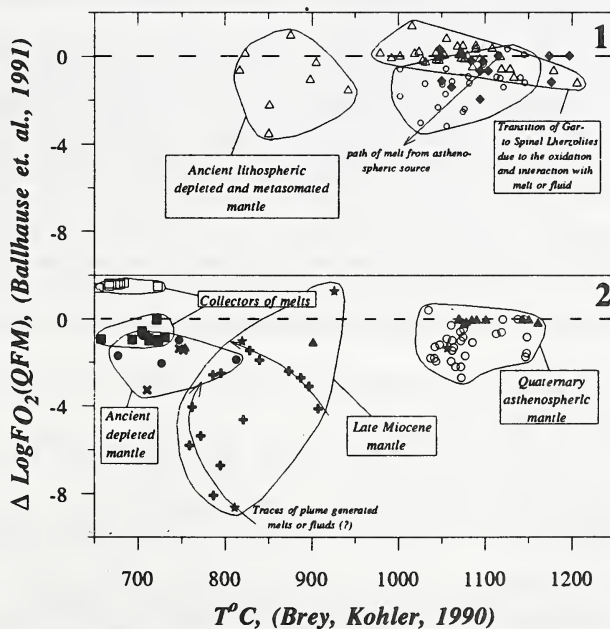 Δ LogFO2(QFM), (Ballhause et. al., 1991)
0
-4
-8
1
Ancient lithospheric
depleted and metasomated
mantle
path of melt from astheno-
spheric source
Transition of Gar-
to Spinel Lherzolites
due to the oxidation
and interaction with
melt or fluid
0
-4
-8
2
Collectors of melts
Ancient
depleted
mantle
Late Miocene
mantle
Quaternary
asthenospheric
mantle
Traces of plume generated
melts or fluids (?)
700 800 900 1000 1100 1200
T°C, (Brey, Kohler, 1990)